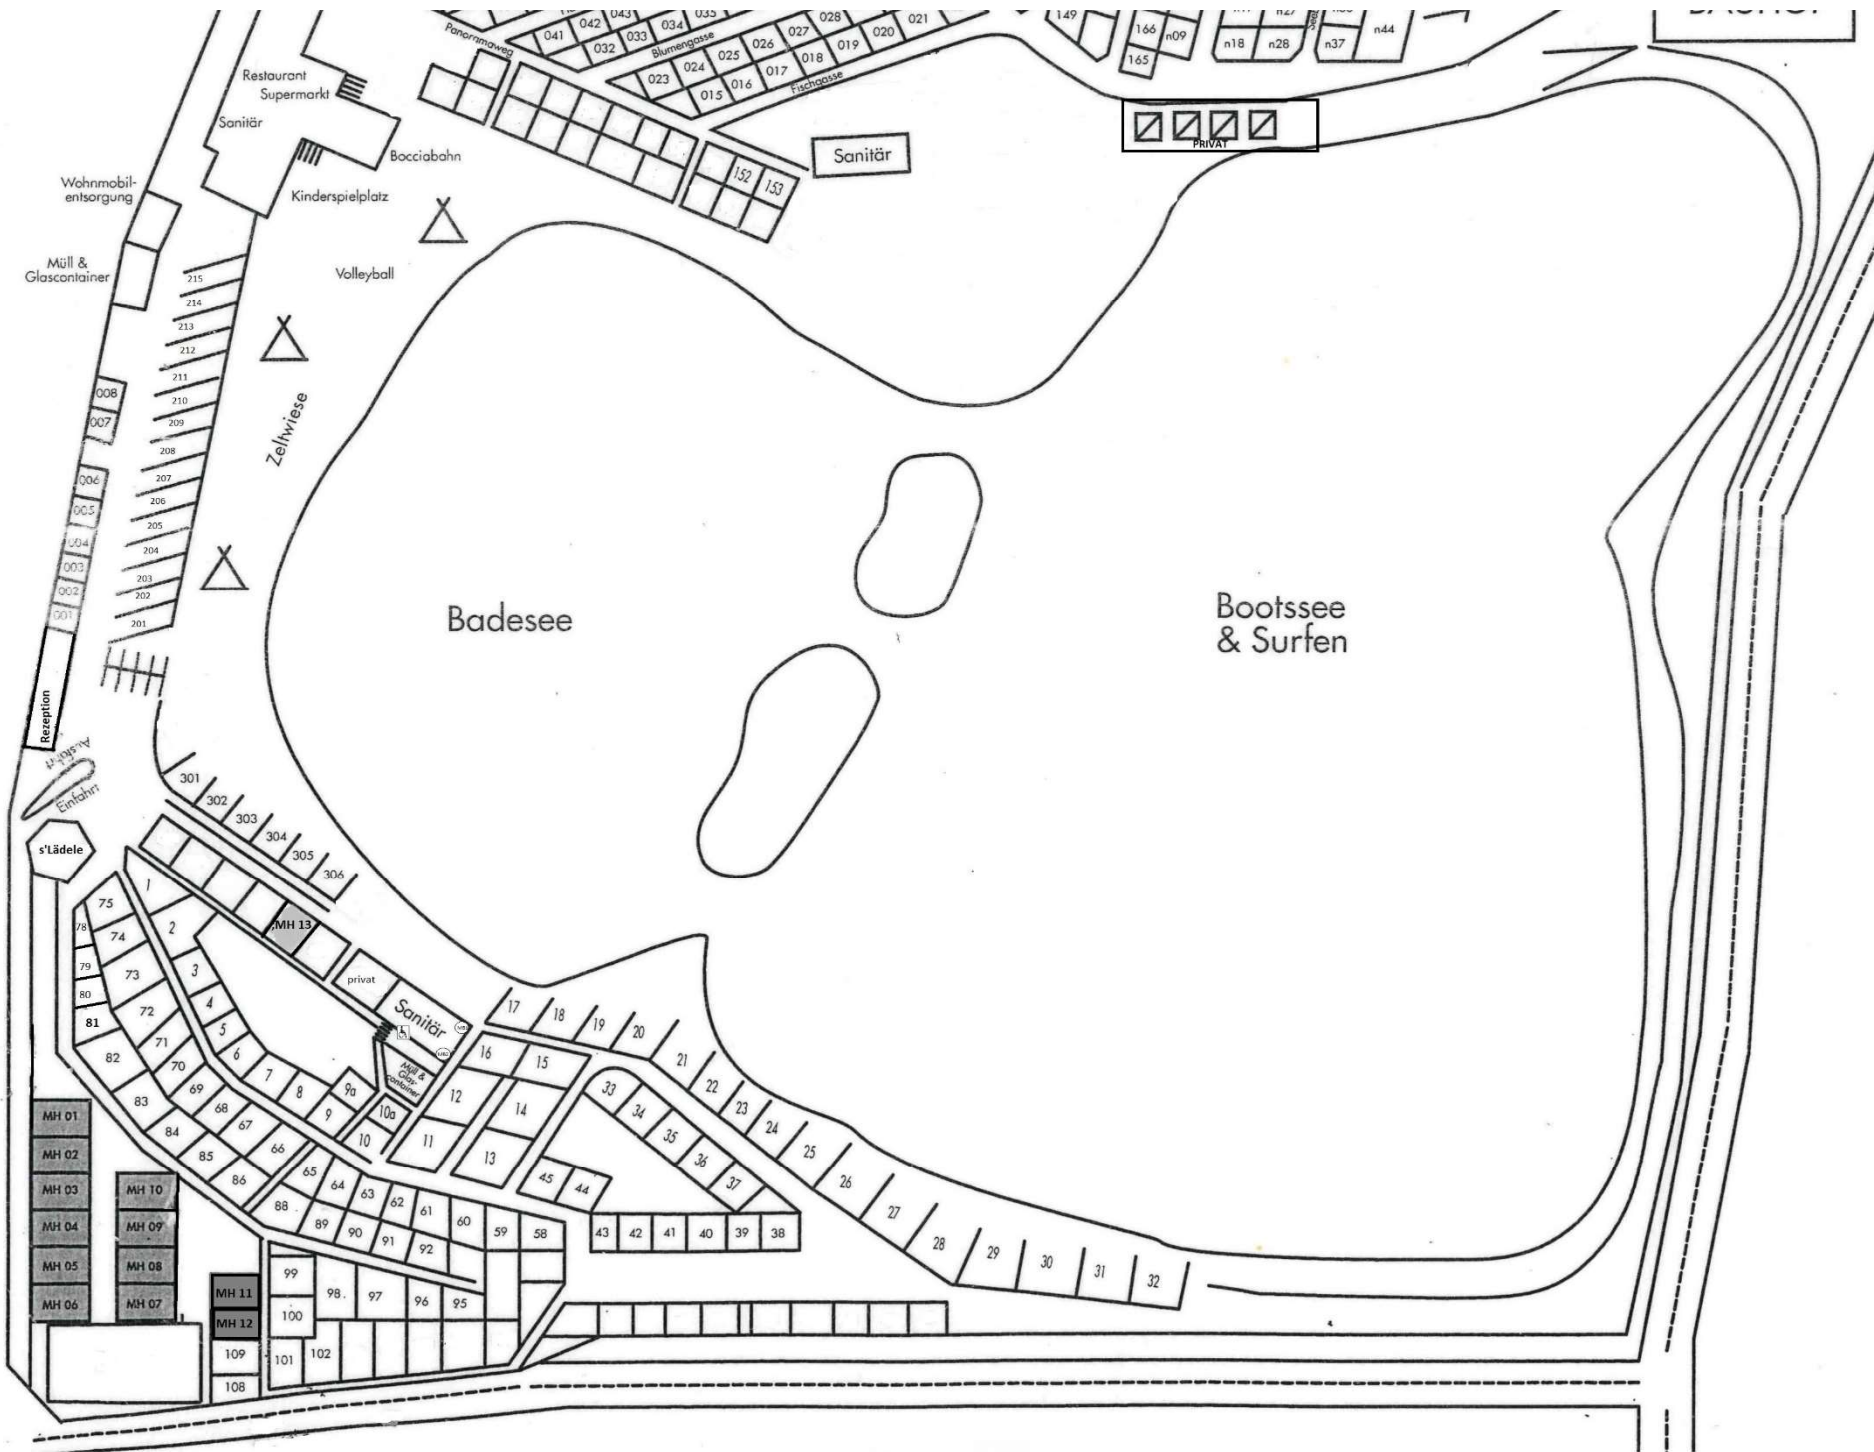 043
035
042
034
041
033
032
028
021
027
020
026
019
025
018
024
017
023
016
015
Panoramaweg
Blumengasse
Fischgasse
149
166
n09
165
n18
n28
n37
n44
Restaurant
Supermarkt
Sanitär
Bocciabahn
Kinderspielplatz
Wohnmobil-
entsorgung
Müll &
Glascontainer
Volleyball
Sanitär
152
153
PRIVAT
215
214
213
212
211
210
209
208
207
206
205
204
203
202
201
008
007
006
005
004
003
002
001
Zeltwiese
Badesee
Bootssee
& Surfen
Rezeption
Ausfahrt
Einfahrt
s'Lädele
301
302
303
304
305
306
MH 13
privat
Sanitär
Müll &
Glas-
container
1
2
3
4
5
6
7
8
9a
9
10a
10
11
12
13
14
15
16
17
18
19
20
21
22
23
24
25
26
27
28
29
30
31
32
33
34
35
36
37
38
39
40
41
42
43
44
45
58
59
60
61
62
63
64
65
66
67
68
69
70
71
72
73
74
75
78
79
80
81
82
83
84
85
86
88
89
90
91
92
95
96
97
98
99
100
101
102
109
108
MH 01
MH 02
MH 03
MH 04
MH 05
MH 06
MH 10
MH 09
MH 08
MH 07
MH 11
MH 12